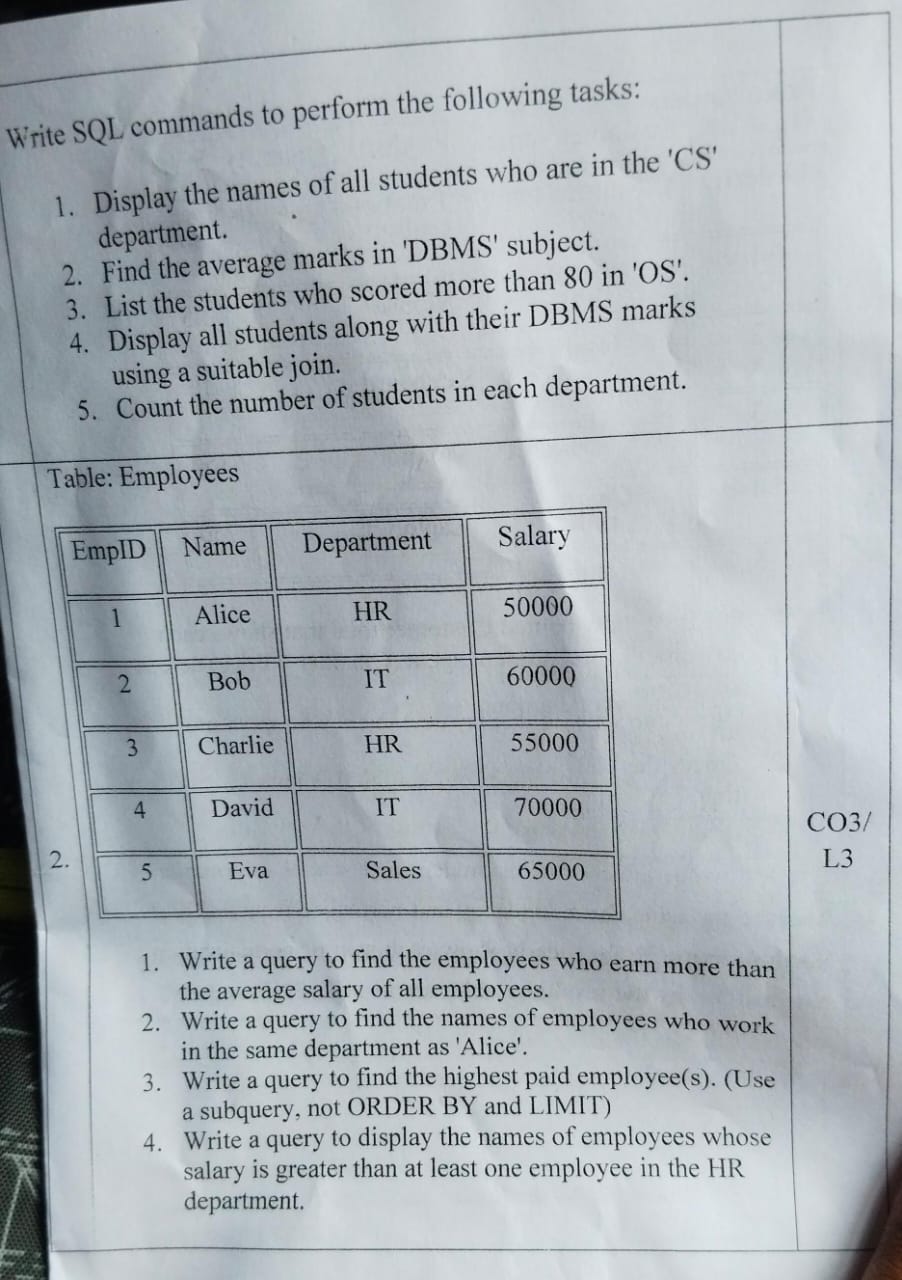 Write SQL commands to perform the following tasks:
1. Display the names of all students who are in the 'CS'
department.
2. Find the average marks in 'DBMS' subject.
3. List the students who scored more than 80 in 'OS'.
4. Display all students along with their DBMS marks
using a suitable join.
5. Count the number of students in each department.
Table: Employees
EmpID Name Department Salary
1 Alice HR 50000
2 Bob IT 60000
3 Charlie HR 55000
4 David IT 70000
5 Eva Sales 65000
2.
CO3/
L3
1. Write a query to find the employees who earn more than
the average salary of all employees.
2. Write a query to find the names of employees who work
in the same department as 'Alice'.
3. Write a query to find the highest paid employee(s). (Use
a subquery, not ORDER BY and LIMIT)
4. Write a query to display the names of employees whose
salary is greater than at least one employee in the HR
department.